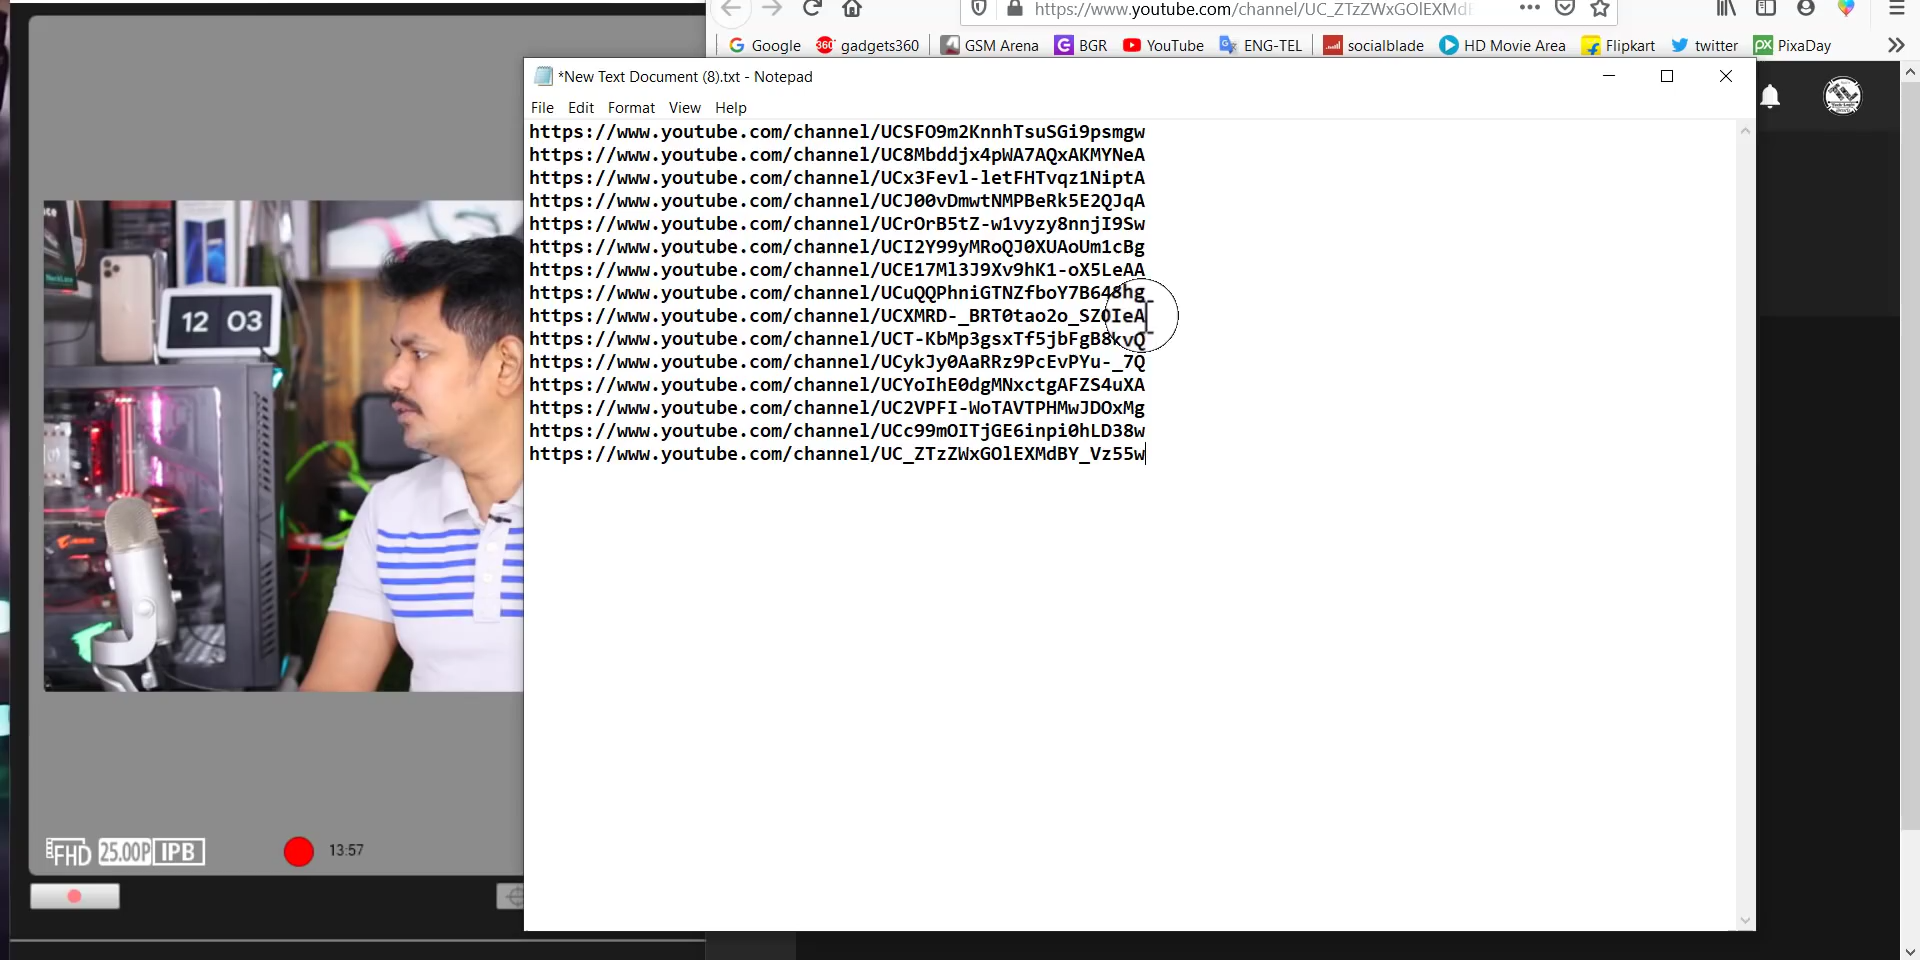 https://www.youtube.com/channel/UC_ZTzZWxGOlEXMdB
Google
gadgets360
GSM Arena
BGR
YouTube
ENG-TEL
socialblade
HD Movie Area
Flipkart
twitter
PixaDay
*New Text Document (8).txt - Notepad
File Edit Format View Help
https://www.youtube.com/channel/UCSFO9m2KnnhTsuSGi9psmgw
https://www.youtube.com/channel/UC8Mbddjx4pWA7AQxAKMYNeA
https://www.youtube.com/channel/UCx3Fevl-letFHTvqz1NiptA
https://www.youtube.com/channel/UCJ00vDmwtNMPBeRk5E2QJqA
https://www.youtube.com/channel/UCrOrB5tZ-w1vyzy8nnjI9Sw
https://www.youtube.com/channel/UCI2Y99yMRoQJ0XUAoUm1cBg
https://www.youtube.com/channel/UCE17Ml3J9Xv9hK1-oX5LeAA
https://www.youtube.com/channel/UCuQQPhniGTNZfboY7B648hg
https://www.youtube.com/channel/UCXMRD-_BRT0tao2o_SZ0IeA
https://www.youtube.com/channel/UCT-KbMp3gsxTf5jbFgB8kvQ
https://www.youtube.com/channel/UCykJy0AaRRz9PcEvPYu-_7Q
https://www.youtube.com/channel/UCYoIhE0dgMNxctgAFZS4uXA
https://www.youtube.com/channel/UC2VPFI-WoTAVTPHMwJDOxMg
https://www.youtube.com/channel/UCc99mOITjGE6inpi0hLD38w
https://www.youtube.com/channel/UC_ZTzZWxGOlEXMdBY_Vz55w
12 03
FHD 25.00P IPB
13:57